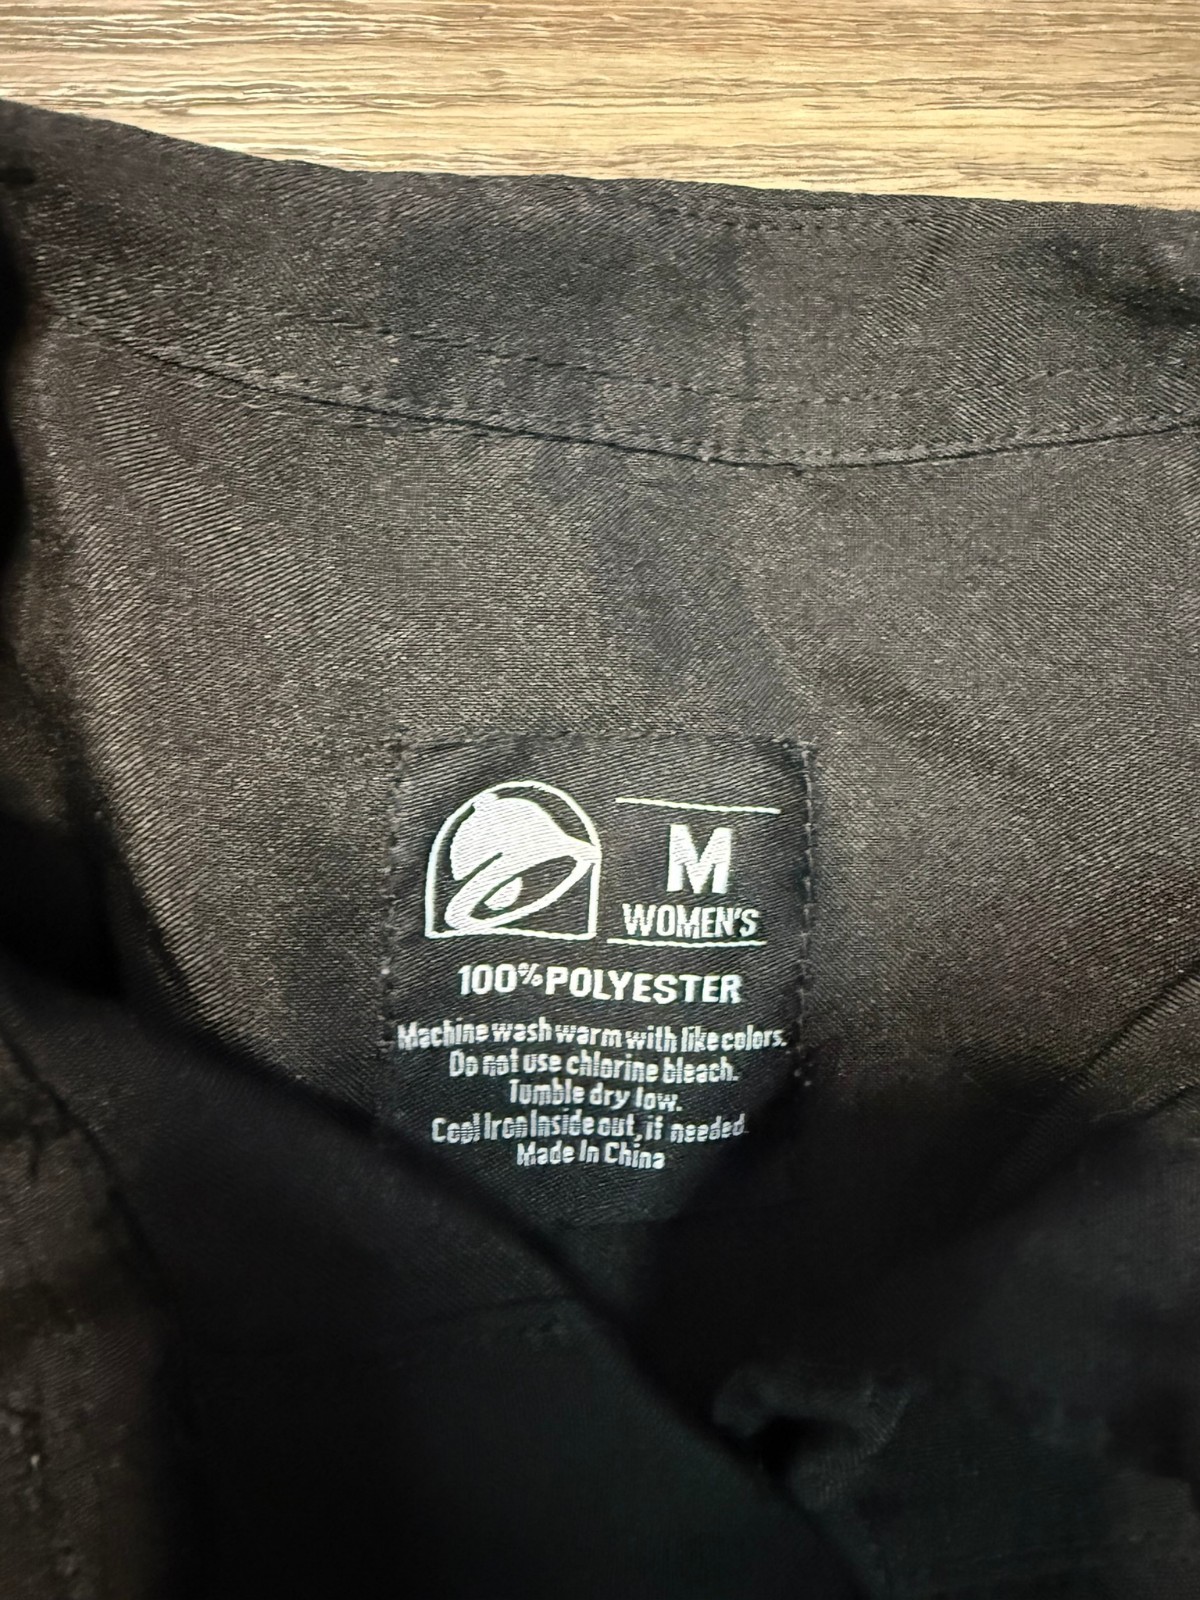 M
WOMEN'S
100% POLYESTER
Machine wash warm with like colors.
Do not use chlorine bleach.
Tumble dry low.
Cool Iron Inside out, if needed.
Made In China